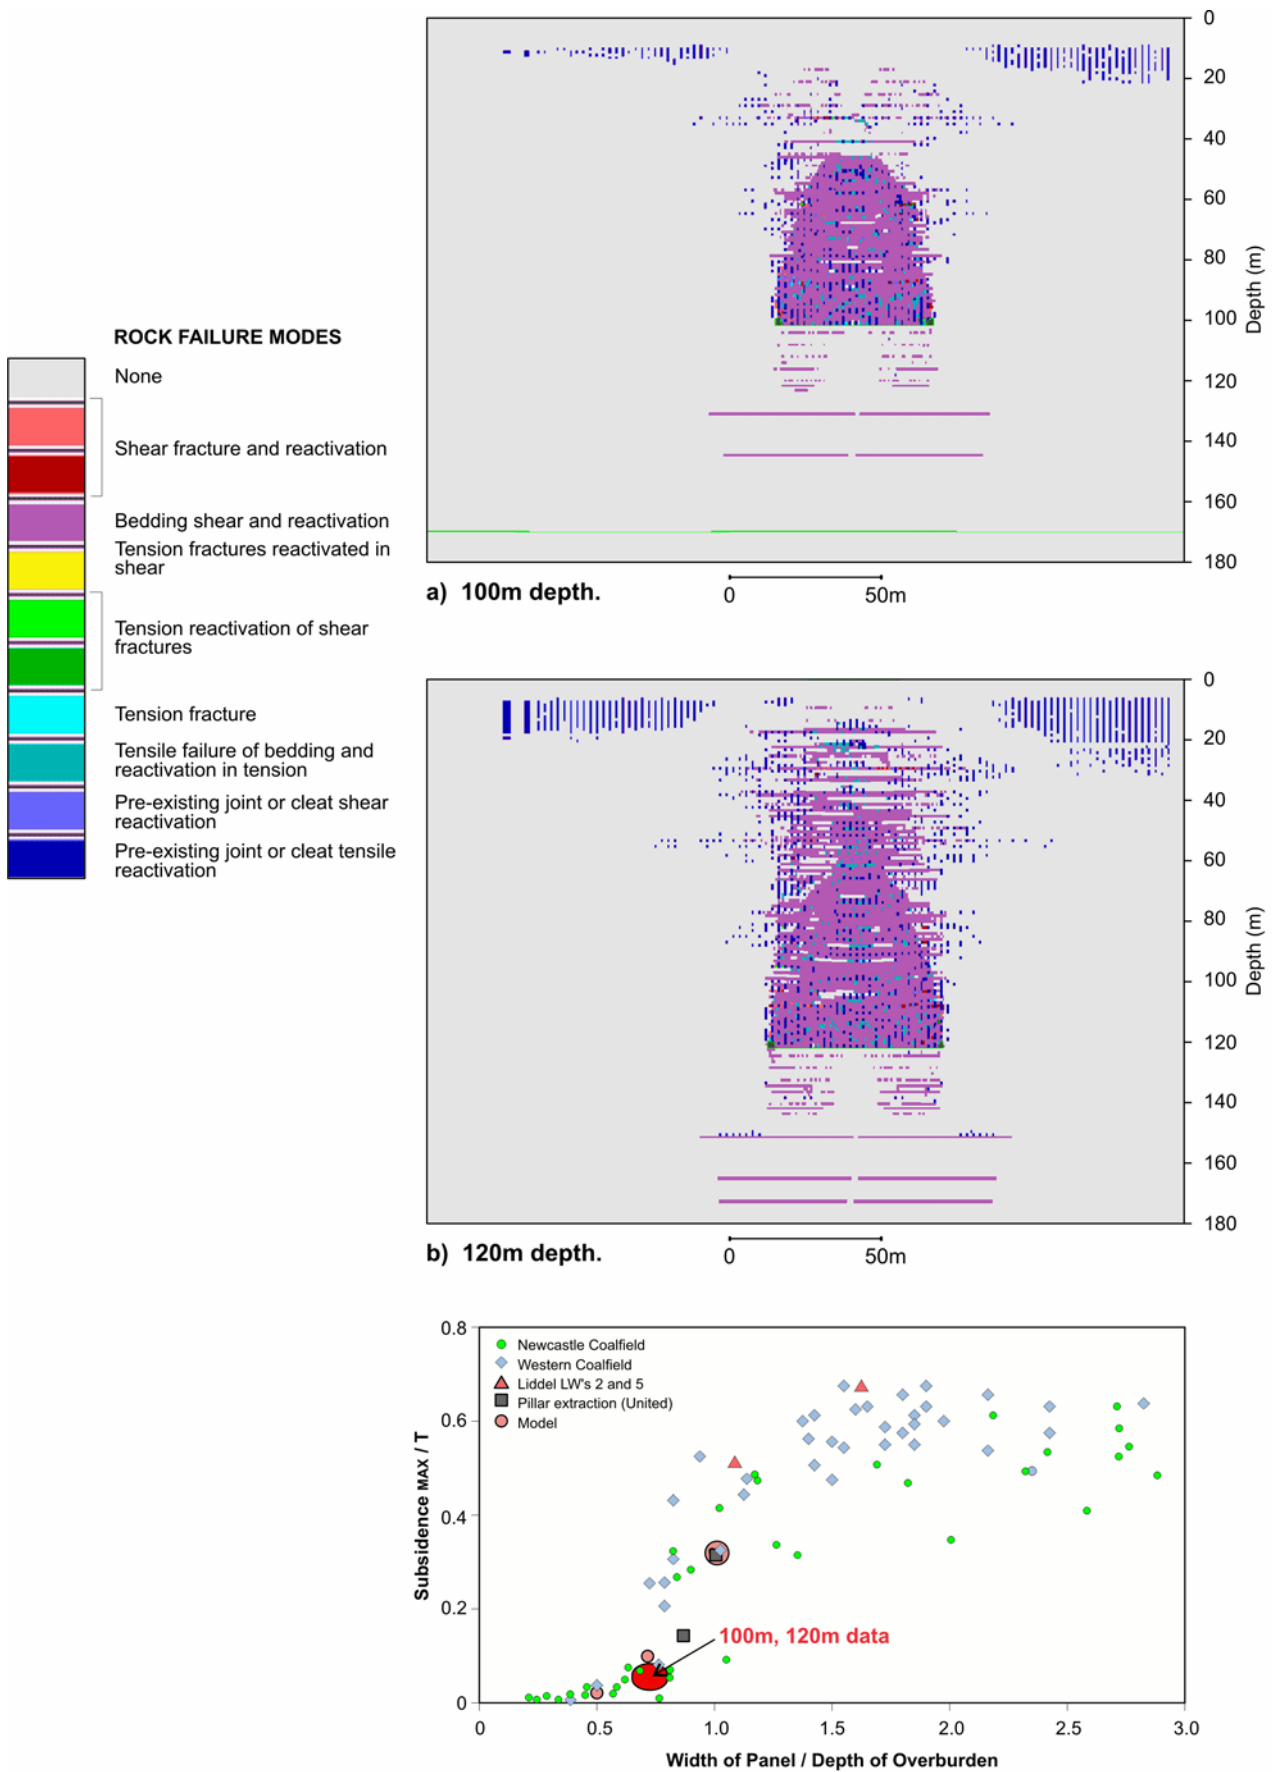 0
20
40
60
80
100
120
140
160
180
Depth (m)
ROCK FAILURE MODES
None
Shear fracture and reactivation
Bedding shear and reactivation
Tension fractures reactivated in
shear
Tension reactivation of shear
fractures
Tension fracture
Tensile failure of bedding and
reactivation in tension
Pre-existing joint or cleat shear
reactivation
Pre-existing joint or cleat tensile
reactivation
a) 100m depth.
0 50m
0
20
40
60
80
100
120
140
160
180
Depth (m)
b) 120m depth.
0 50m
0.8
0.6
0.4
0.2
0
Subsidence MAX / T
Newcastle Coalfield
Western Coalfield
Liddel LW's 2 and 5
Pillar extraction (United)
Model
100m, 120m data
0 0.5 1.0 1.5 2.0 2.5 3.0
Width of Panel / Depth of Overburden